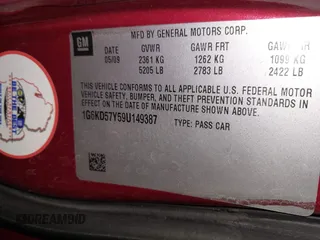 MFD BY GENERAL MOTORS CORP.
GM
DATE GVWR GAWR FRT GAWR RR
05/09 2361 KG 1262 KG 1099 KG
5205 LB 2783 LB 2422 LB
THIS VEHICLE CONFORMS TO ALL APPLICABLE U.S. FEDERAL MOTOR
VEHICLE SAFETY, BUMPER, AND THEFT PREVENTION STANDARDS
IN EFFECT ON THE DATE OF MANUFACTURE SHOWN ABOVE.
1G6KD57Y59U149387
TYPE: PASS CAR